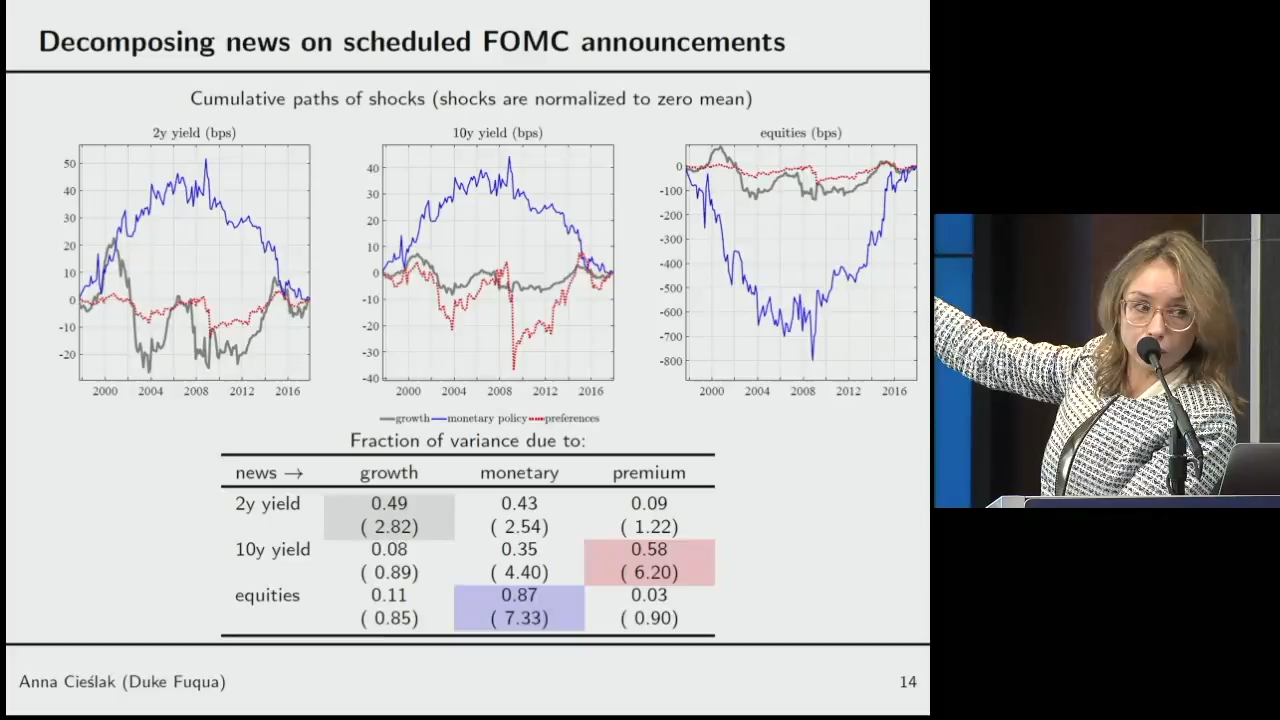 Decomposing news on scheduled FOMC announcements
Cumulative paths of shocks (shocks are normalized to zero mean)
2y yield (bps)
50
40
30
20
10
0
-10
-20
2000 2004 2008 2012 2016
10y yield (bps)
40
30
20
10
0
-10
-20
-30
-40
2000 2004 2008 2012 2016
equities (bps)
0
-100
-200
-300
-400
-500
-600
-700
-800
2000 2004 2008 2012 2016
growth monetary policy preferences
Fraction of variance due to:
news → growth monetary premium
2y yield 0.49 0.43 0.09
( 2.82) ( 2.54) ( 1.22)
10y yield 0.08 0.35 0.58
( 0.89) ( 4.40) ( 6.20)
equities 0.11 0.87 0.03
( 0.85) ( 7.33) ( 0.90)
Anna Cieślak (Duke Fuqua) 14